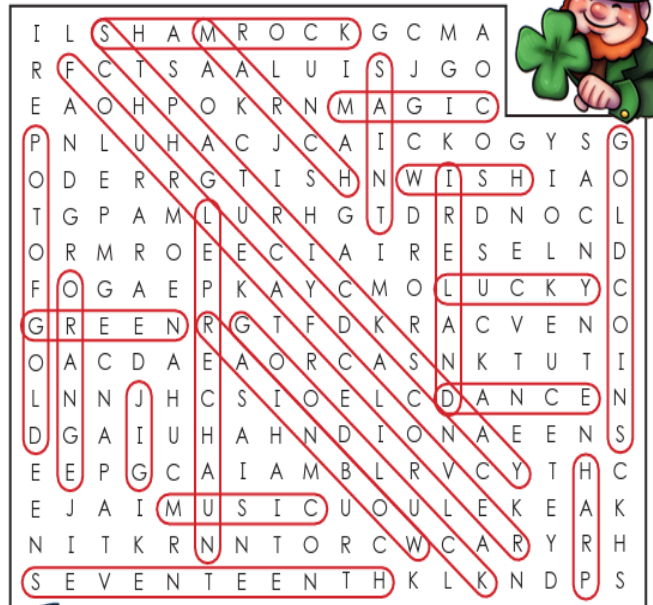 I L S H A M R O C K G C M A
R F C T S A A L U I S J G O
E A O H P O K R N M A G I C
P N L U H A C J C A I C K O G Y S G
O D E R R G T I S H N W I S H I A O
T G P A M L U R H G T D R D N O C L
O R M R O E E C I A I R E S E L N D
F O G A E P K A Y C M O L U C K Y C
G R E E N R G T F D K R A C V E N O
O A C D A E A O R C A S N K T U T I
L N N J H C S I O E L C D A N C E N
D G A I U H A H N D I O N A E E N S
E E P G C A I A M B L R V C Y T H C
E J A I M U S I C U O U L E K E A K
N I T K R N N T O R C W C A R Y R H
S E V E N T E E N T H K L K N D P S